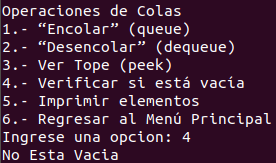 Operaciones de Colas
1.- “Encolar” (queue)
2.- “Desencolar” (dequeue)
3.- Ver Tope (peek)
4.- Verificar si está vacía
5.- Imprimir elementos
6.- Regresar al Menú Principal
Ingrese una opcion: 4
No Esta Vacia